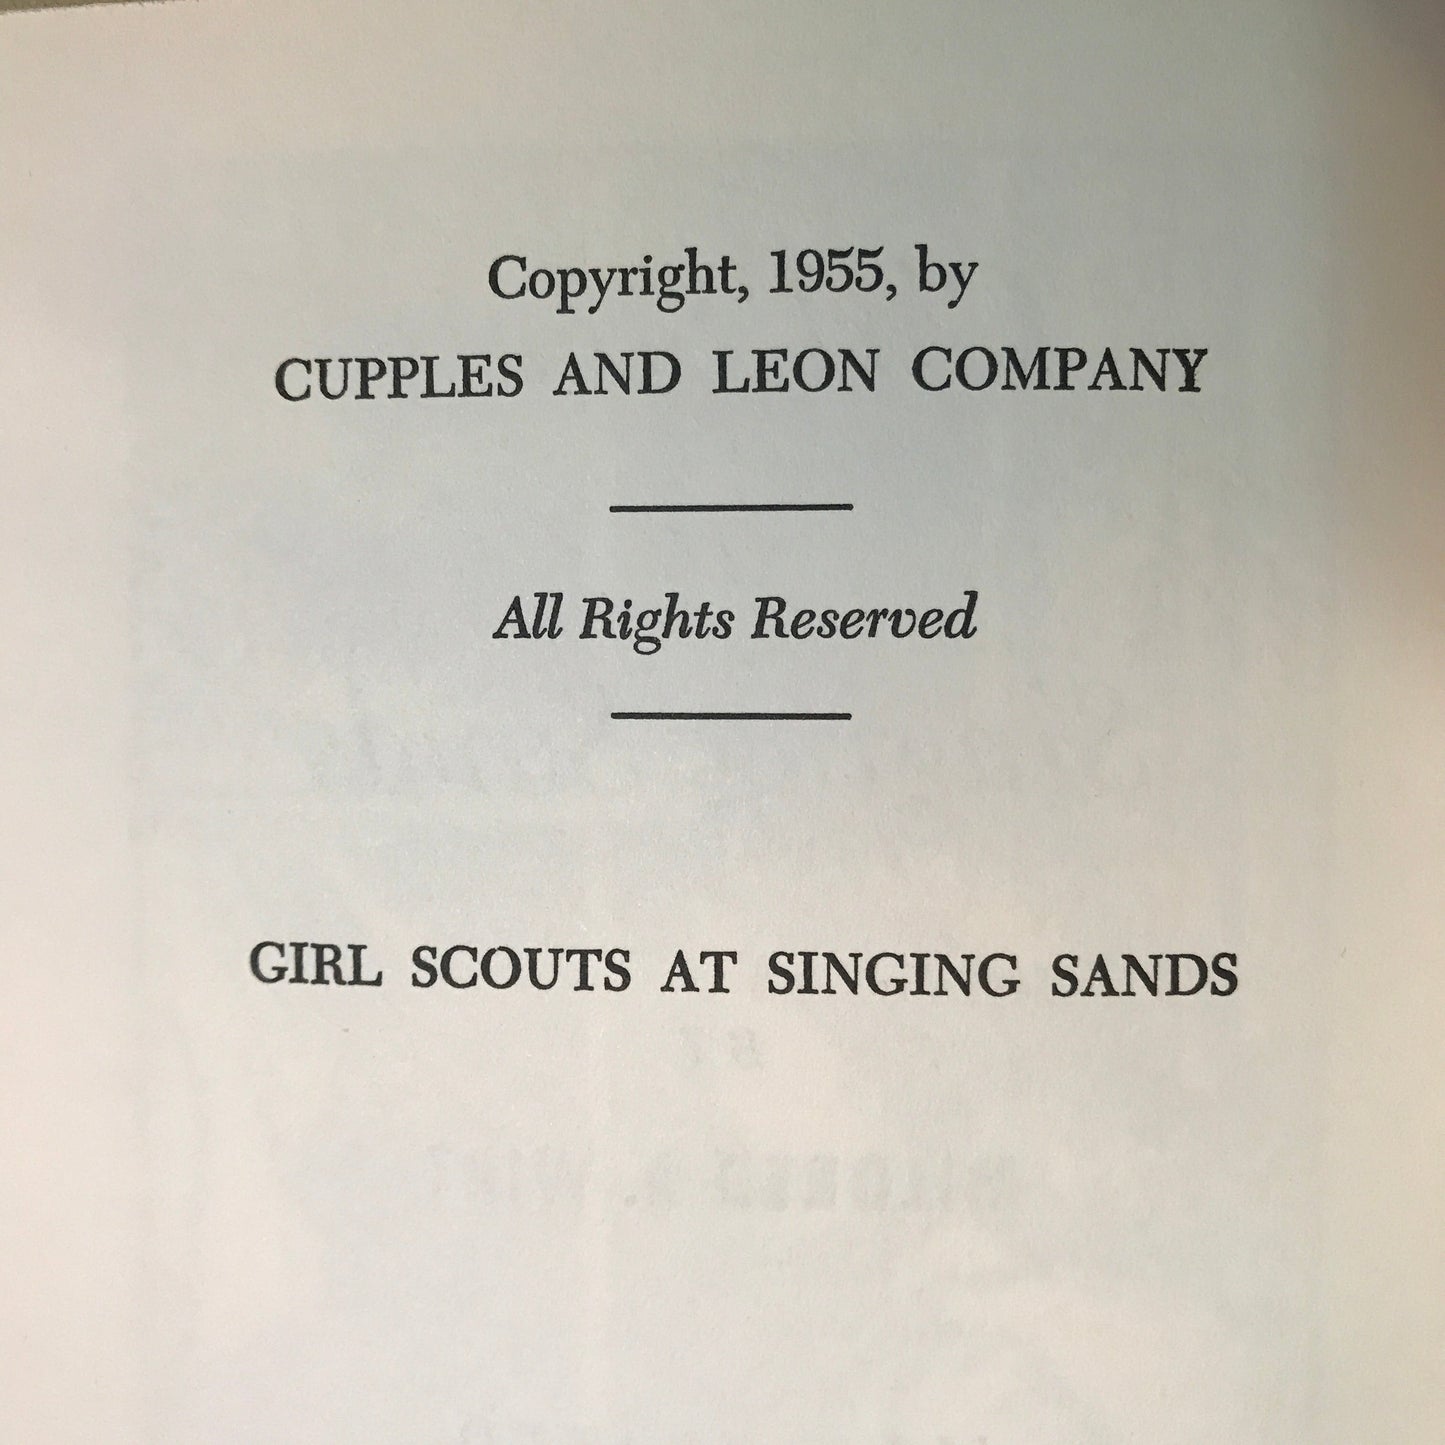 Copyright, 1955, by
CUPPLES AND LEON COMPANY
All Rights Reserved
GIRL SCOUTS AT SINGING SANDS